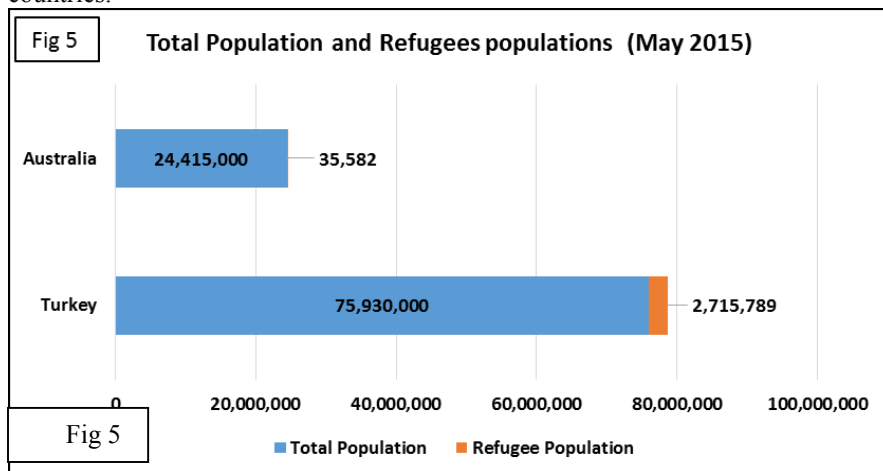 countries.
Fig 5
Total Population and Refugees populations (May 2015)
Australia
24,415,000
35,582
Turkey
75,930,000
2,715,789
0 20,000,000 40,000,000 60,000,000 80,000,000 100,000,000
Fig 5
Total Population Refugee Population